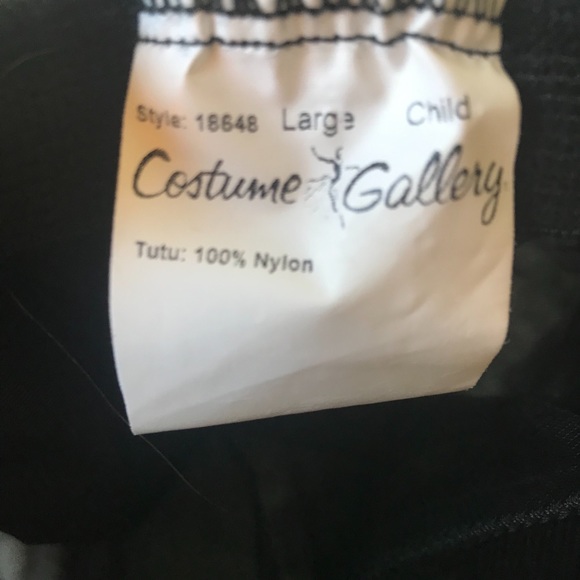 Style: 18648 Large Child
Costume Gallery
Tutu: 100% Nylon